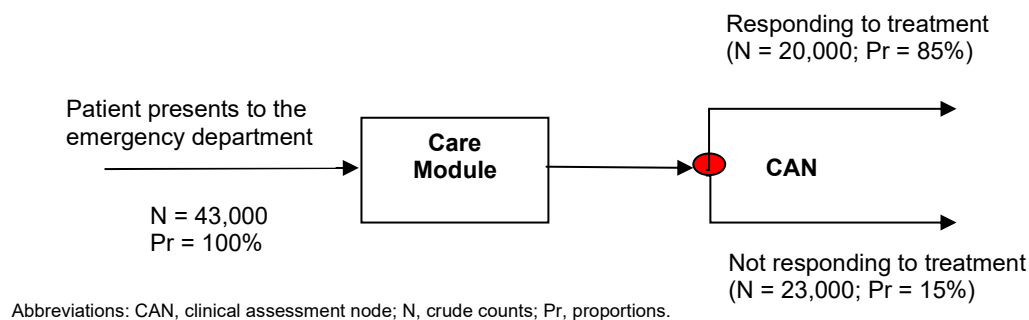 Responding to treatment
(N = 20,000; Pr = 85%)
Patient presents to the
emergency department
Care
Module
CAN
N = 43,000
Pr = 100%
Not responding to treatment
(N = 23,000; Pr = 15%)
Abbreviations: CAN, clinical assessment node; N, crude counts; Pr, proportions.